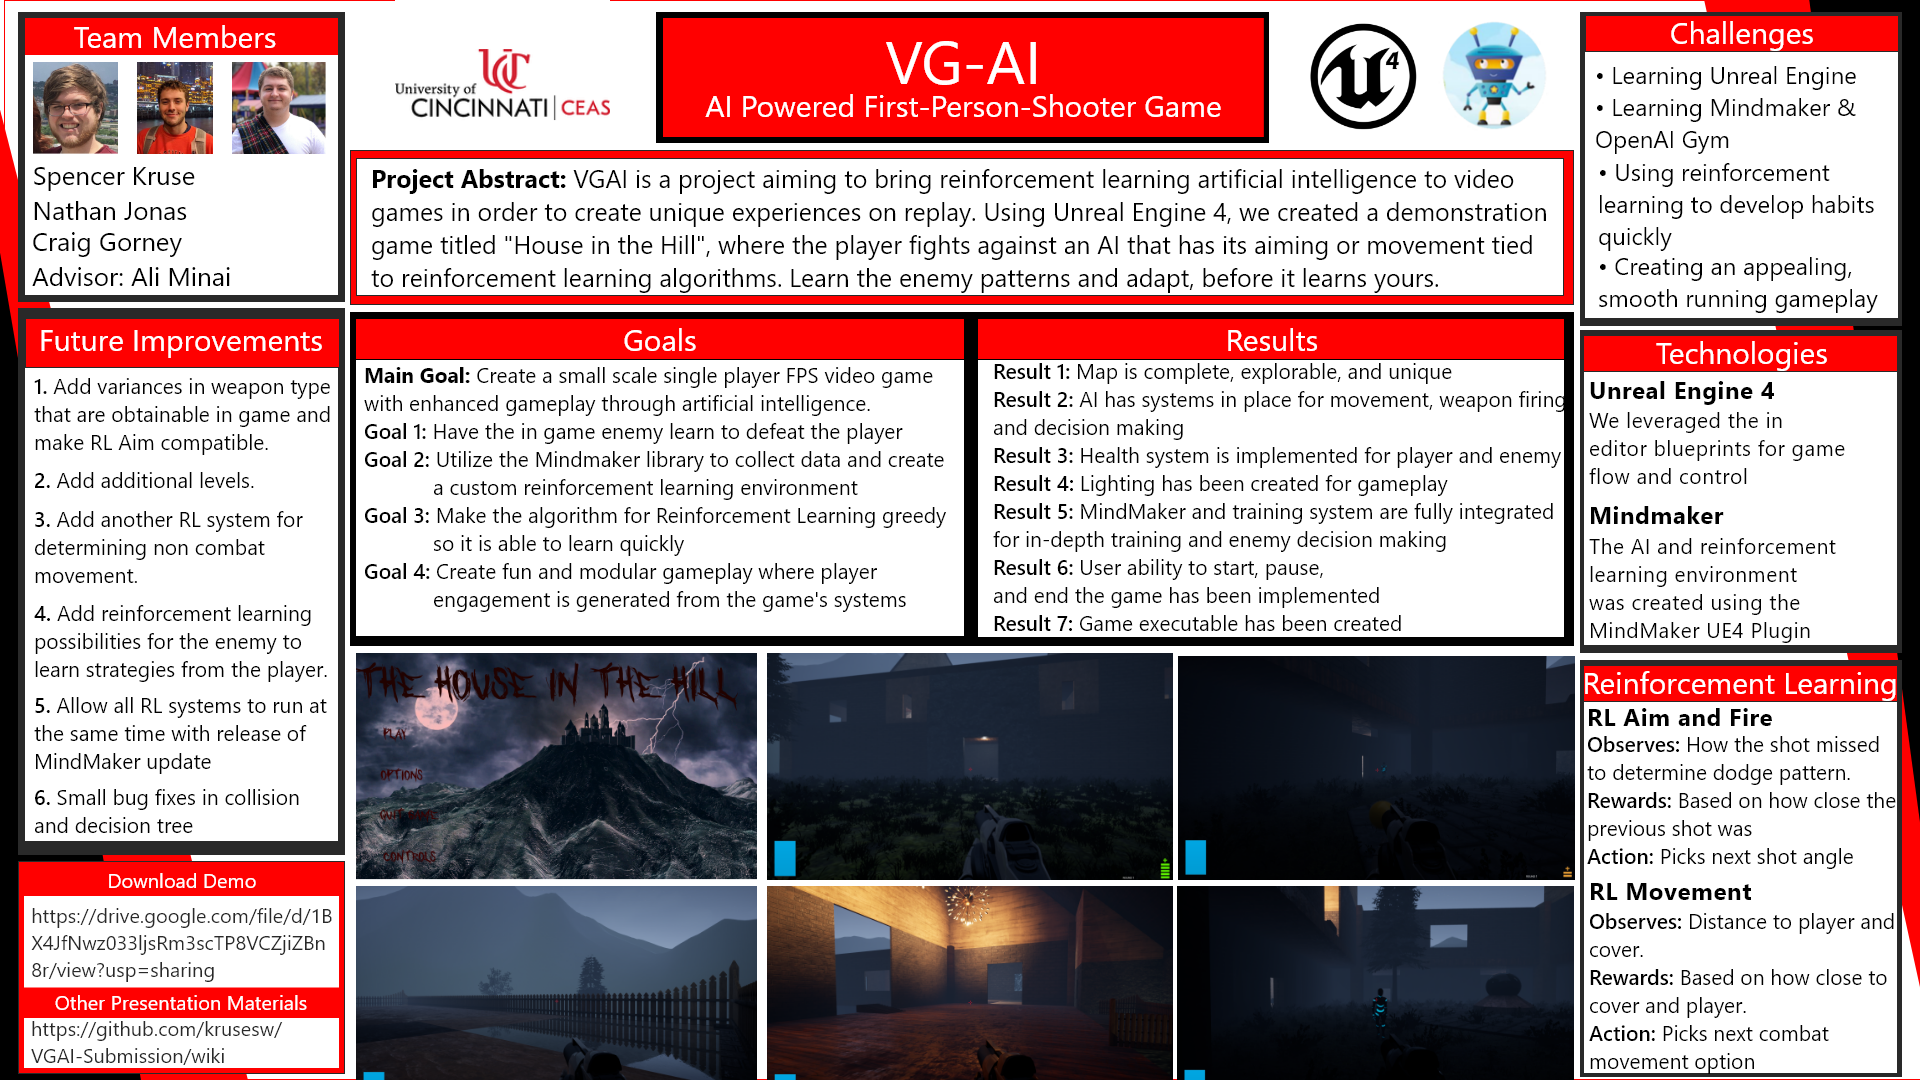 Team Members
Spencer Kruse
Nathan Jonas
Craig Gorney
Advisor: Ali Minai
University of
CINCINNATI | CEAS
VG-AI
AI Powered First-Person-Shooter Game
Project Abstract: VGAI is a project aiming to bring reinforcement learning artificial intelligence to video
games in order to create unique experiences on replay. Using Unreal Engine 4, we created a demonstration
game titled "House in the Hill", where the player fights against an AI that has its aiming or movement tied
to reinforcement learning algorithms. Learn the enemy patterns and adapt, before it learns yours.
Challenges
• Learning Unreal Engine
• Learning Mindmaker &
OpenAI Gym
• Using reinforcement
learning to develop habits
quickly
• Creating an appealing,
smooth running gameplay
Future Improvements
1. Add variances in weapon type
that are obtainable in game and
make RL Aim compatible.
2. Add additional levels.
3. Add another RL system for
determining non combat
movement.
4. Add reinforcement learning
possibilities for the enemy to
learn strategies from the player.
5. Allow all RL systems to run at
the same time with release of
MindMaker update
6. Small bug fixes in collision
and decision tree
Goals
Main Goal: Create a small scale single player FPS video game
with enhanced gameplay through artificial intelligence.
Goal 1: Have the in game enemy learn to defeat the player
Goal 2: Utilize the Mindmaker library to collect data and create
a custom reinforcement learning environment
Goal 3: Make the algorithm for Reinforcement Learning greedy
so it is able to learn quickly
Goal 4: Create fun and modular gameplay where player
engagement is generated from the game's systems
Results
Result 1: Map is complete, explorable, and unique
Result 2: AI has systems in place for movement, weapon firing
and decision making
Result 3: Health system is implemented for player and enemy
Result 4: Lighting has been created for gameplay
Result 5: MindMaker and training system are fully integrated
for in-depth training and enemy decision making
Result 6: User ability to start, pause,
and end the game has been implemented
Result 7: Game executable has been created
Technologies
Unreal Engine 4
We leveraged the in
editor blueprints for game
flow and control
Mindmaker
The AI and reinforcement
learning environment
was created using the
MindMaker UE4 Plugin
Reinforcement Learning
RL Aim and Fire
Observes: How the shot missed
to determine dodge pattern.
Rewards: Based on how close the
previous shot was
Action: Picks next shot angle
RL Movement
Observes: Distance to player and
cover.
Rewards: Based on how close to
cover and player.
Action: Picks next combat
movement option
THE HOUSE IN THE HILL
PLAY
OPTIONS
QUIT GAME
CONTROLS
Download Demo
https://drive.google.com/file/d/1B
X4JfNwz033ljsRm3scTP8VCZjiZBn
8r/view?usp=sharing
Other Presentation Materials
https://github.com/krusesw/
VGAI-Submission/wiki